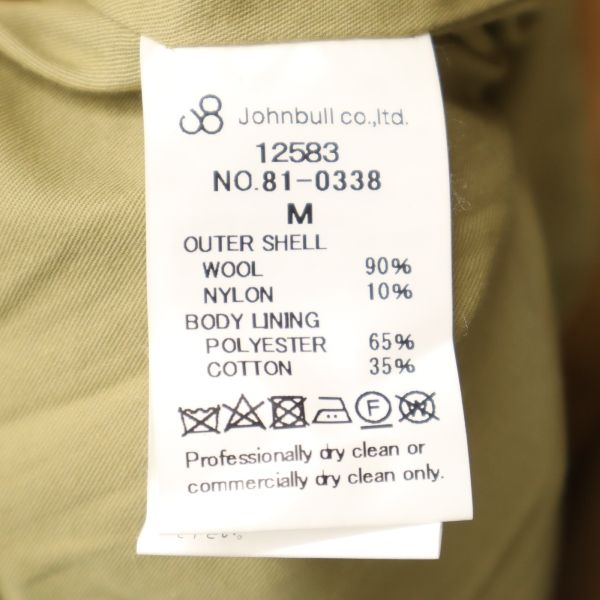 Johnbull co.,ltd.
12583
NO.81-0338
M
OUTER SHELL
WOOL 90%
NYLON 10%
BODY LINING
POLYESTER 65%
COTTON 35%
F W
Professionally dry clean or
commercially dry clean only.